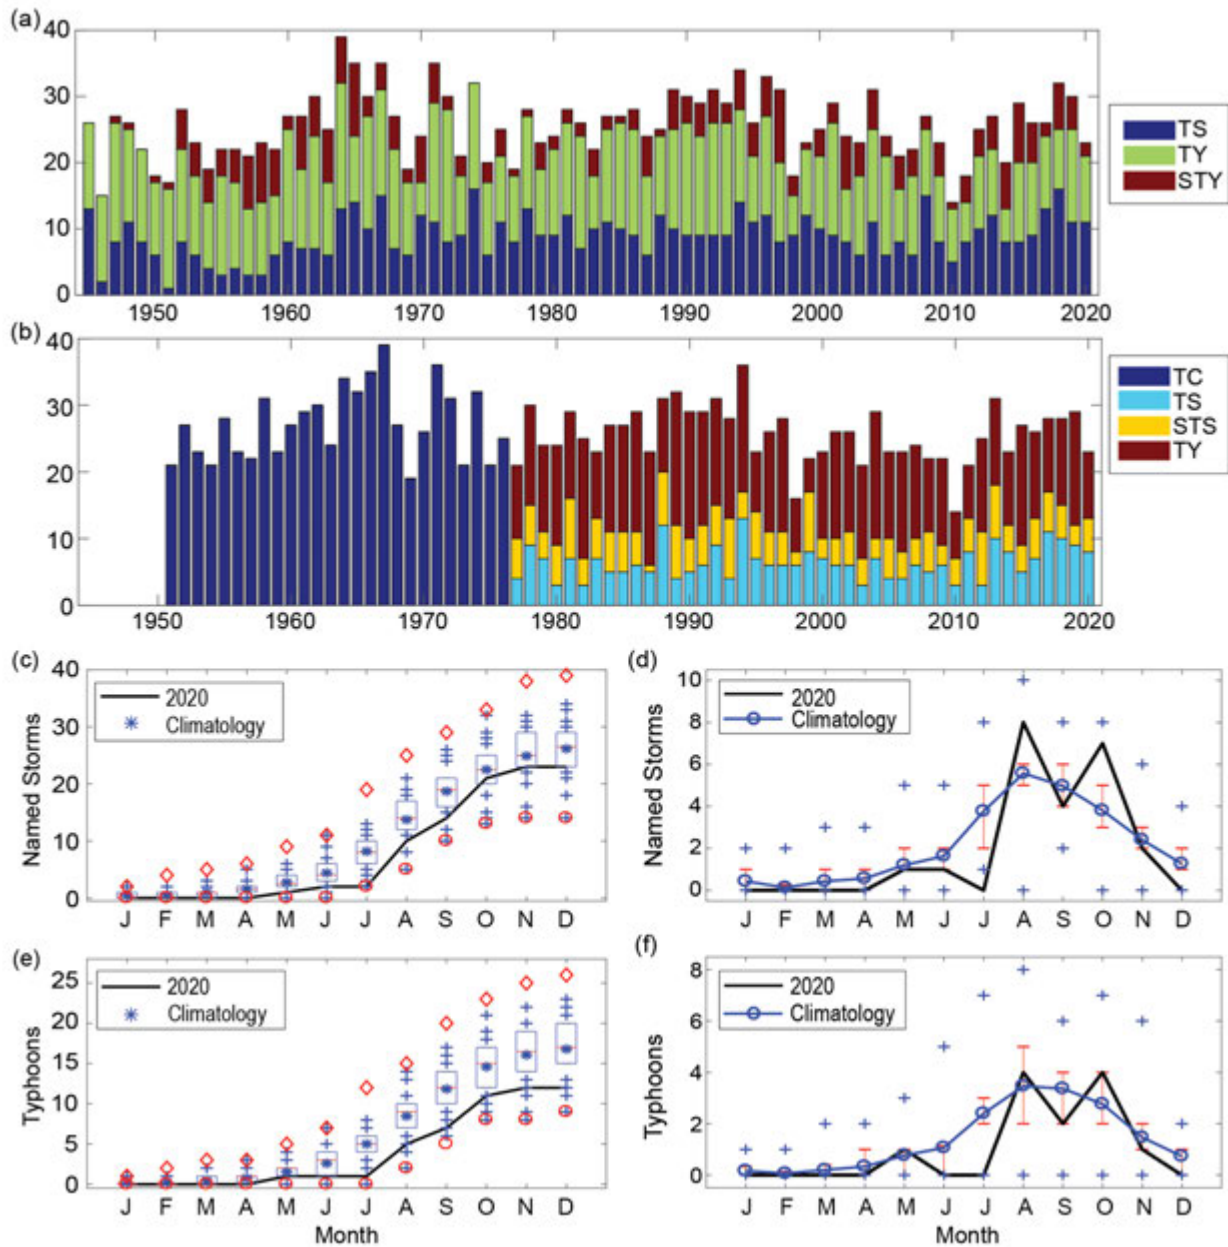 (a)
40
30
20
10
0
1950 1960 1970 1980 1990 2000 2010 2020
TS
TY
STY
(b)
40
30
20
10
0
1950 1960 1970 1980 1990 2000 2010 2020
TC
TS
STS
TY
(c)
Named Storms
40
30
20
10
0
2020
Climatology
J F M A M J J A S O N D
(d)
Named Storms
10
8
6
4
2
0
2020
Climatology
J F M A M J J A S O N D
(e)
Typhoons
25
20
15
10
5
0
2020
Climatology
J F M A M J J A S O N D
Month
(f)
Typhoons
8
6
4
2
0
2020
Climatology
J F M A M J J A S O N D
Month